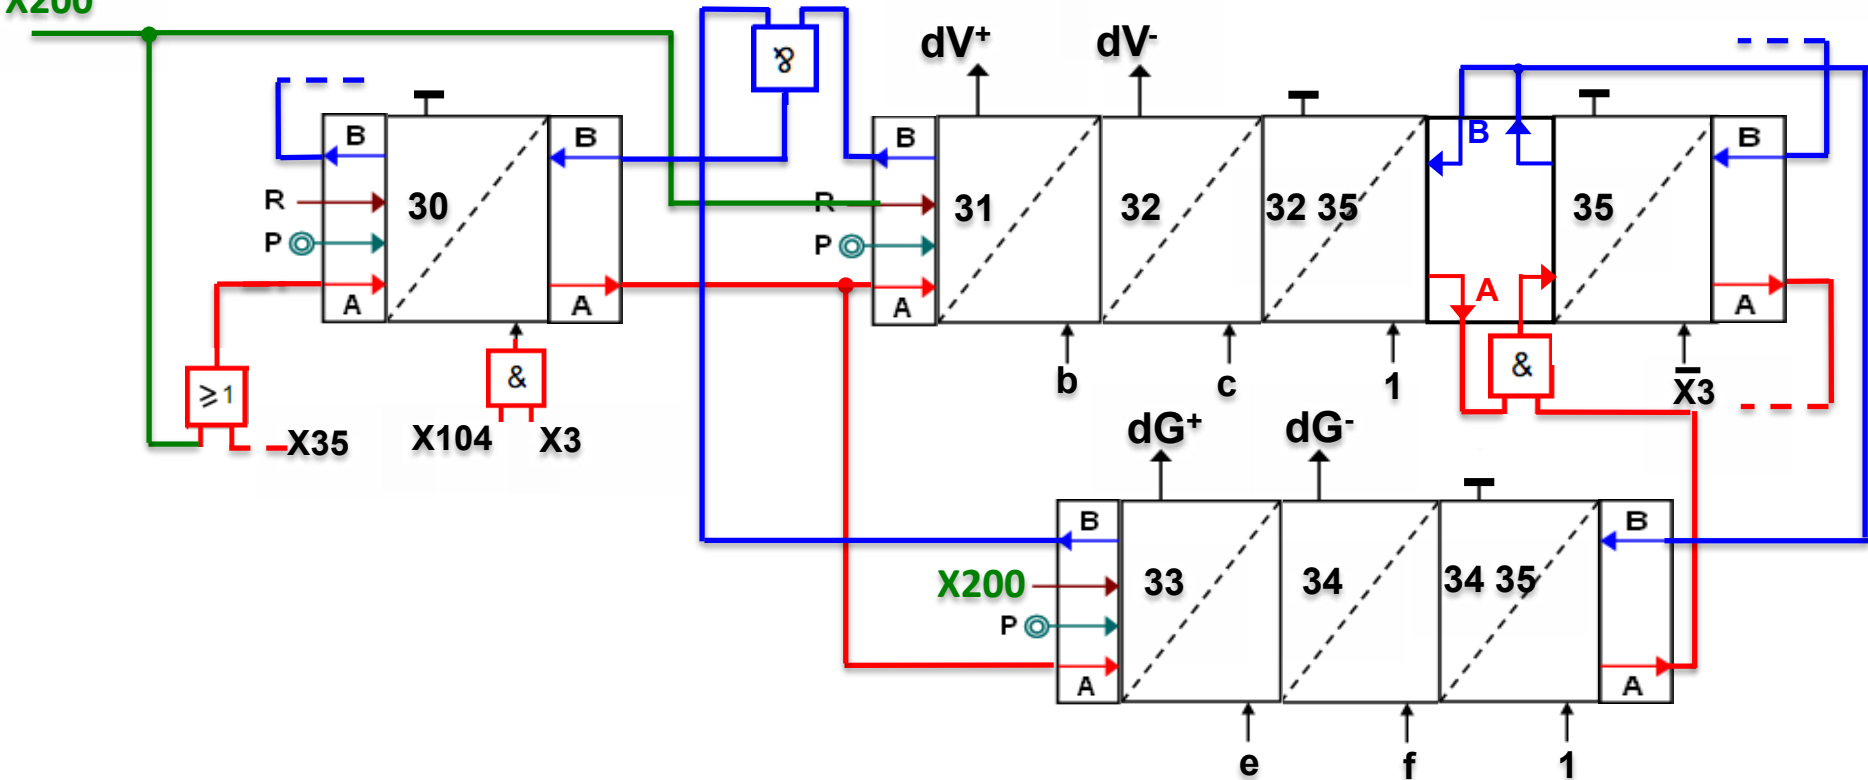 X200
dV+ dV-
&
B B B B B
R 30 R 31 32 32 35 35
P P
A A A A A
≥1 & &
b c 1 X̅3
X104 X3
X35
dG+ dG-
B B
X200 33 34 34 35
P
A A
e f 1